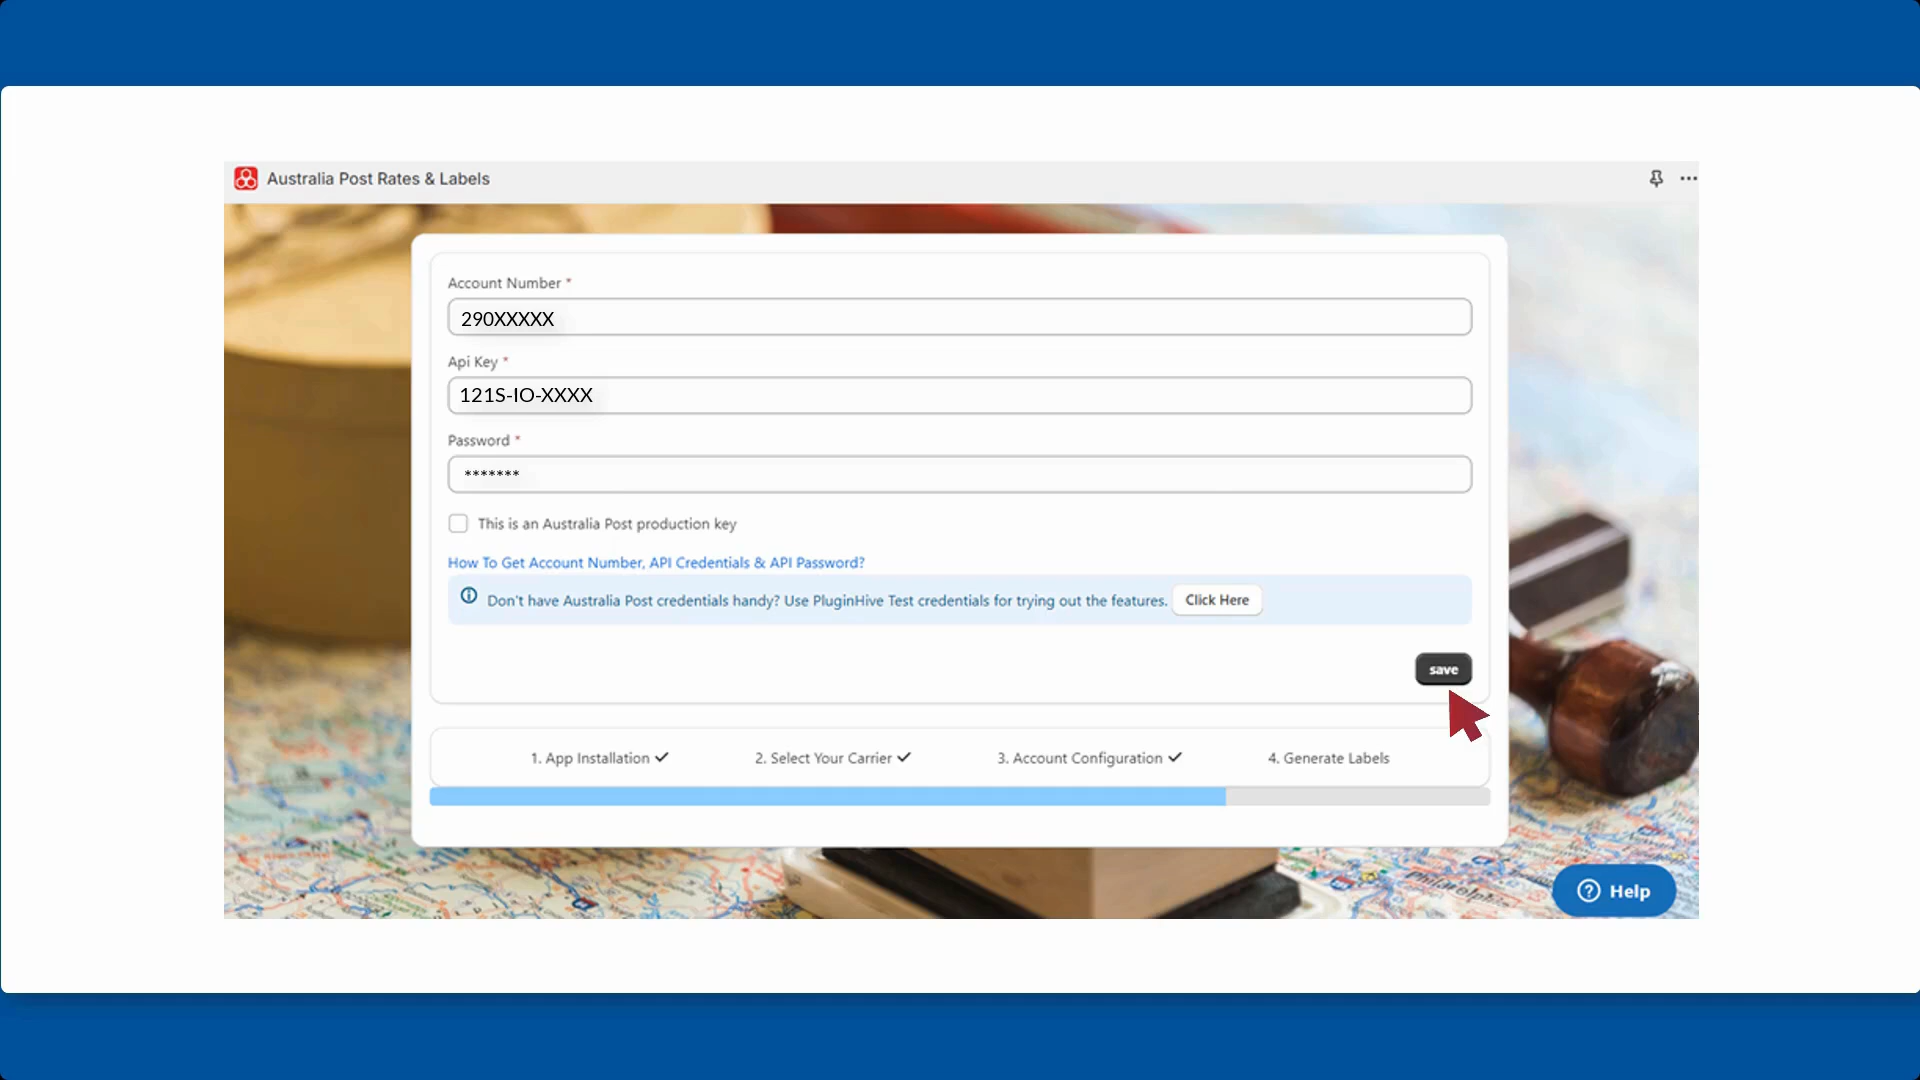 Australia Post Rates & Labels
Account Number *
290XXXXX
Api Key *
121S-IO-XXXX
Password *
*******
This is an Australia Post production key
How To Get Account Number, API Credentials & API Password?
Don't have Australia Post credentials handy? Use PluginHive Test credentials for trying out the features. Click Here
save
1. App Installation ✓ 2. Select Your Carrier ✓ 3. Account Configuration ✓ 4. Generate Labels
Philadelphia
Help